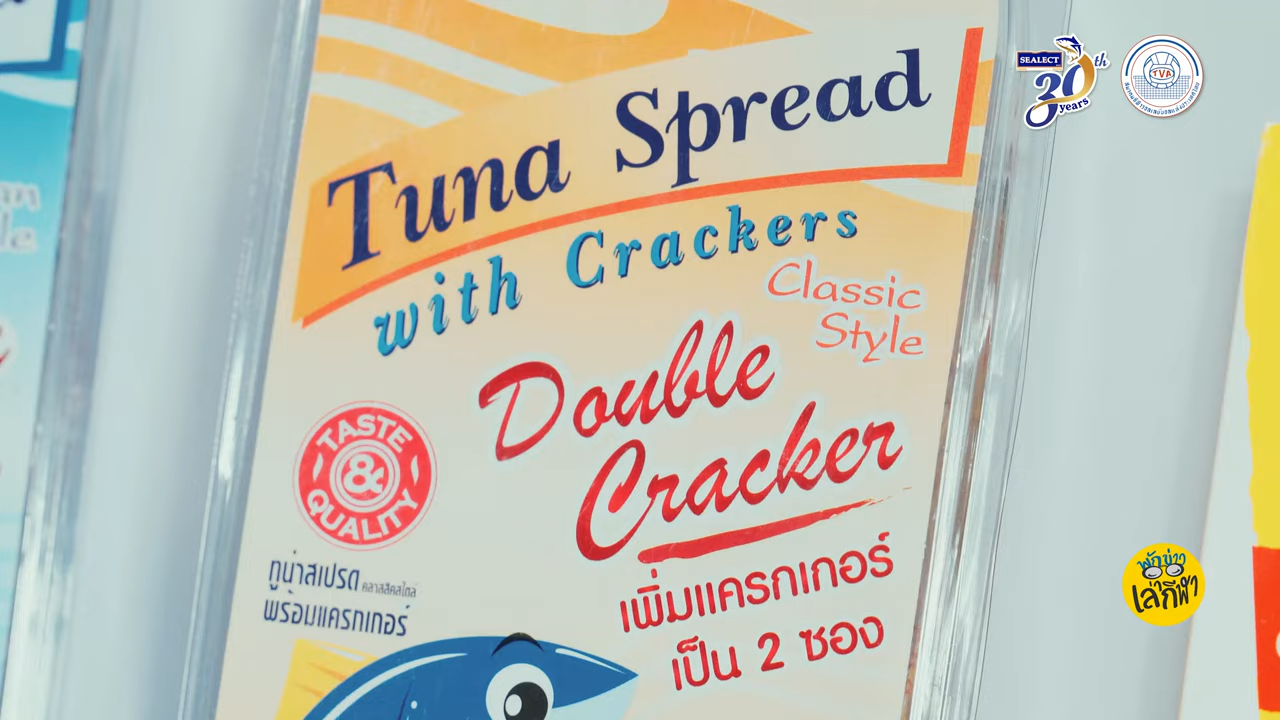 Tuna Spread
with Crackers
Classic
Style
Double
Cracker
TASTE
&
QUALITY
ทูน่าสเปรด คลาสสิคสไตล์
พร้อมแครกเกอร์
เพิ่มแครกเกอร์
เป็น 2 ซอง
SEALECT
30th
years
TVA
พักข่าว
เล่ากีฬา